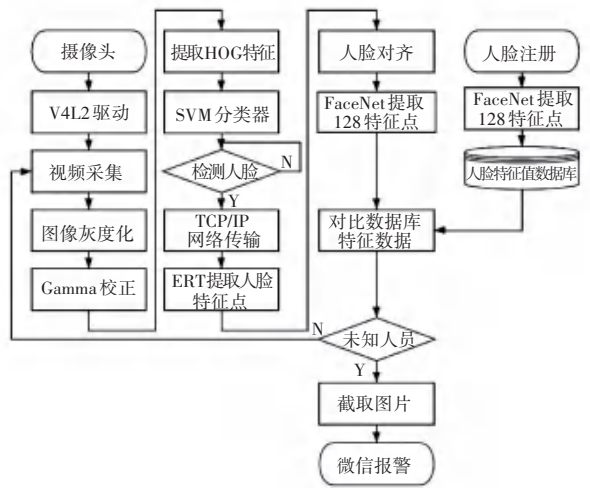 摄像头
V4L2驱动
视频采集
图像灰度化
Gamma校正
提取HOG特征
SVM分类器
检测人脸
N
Y
TCP/IP
网络传输
ERT提取人脸
特征点
人脸对齐
FaceNet提取
128特征点
对比数据库
特征数据
N
未知人员
Y
截取图片
微信报警
人脸注册
FaceNet提取
128特征点
人脸特征值数据库